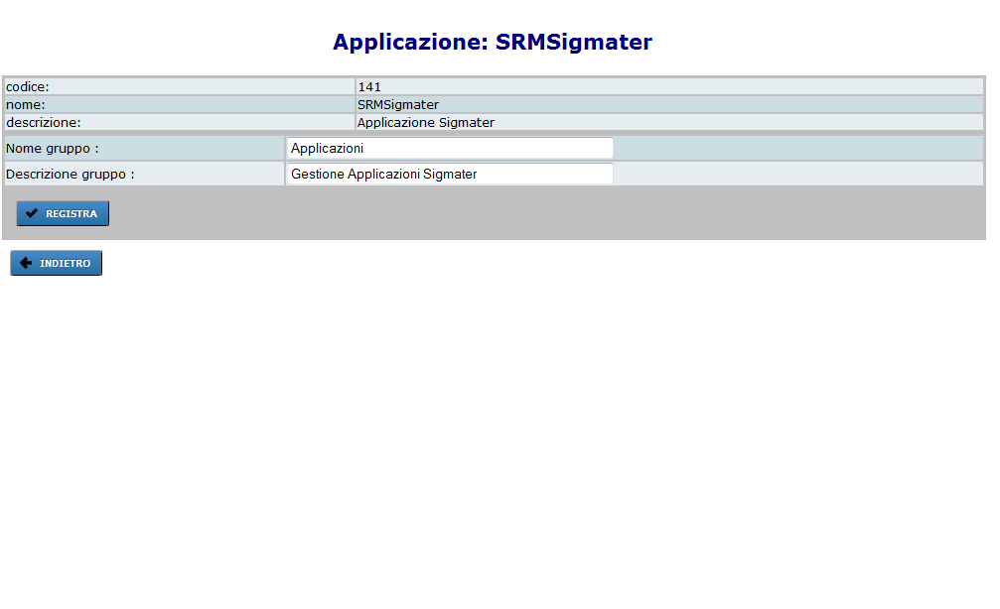 Applicazione: SRMSigmater
codice: 141
nome: SRMSigmater
descrizione: Applicazione Sigmater
Nome gruppo : Applicazioni
Descrizione gruppo : Gestione Applicazioni Sigmater
REGISTRA
INDIETRO